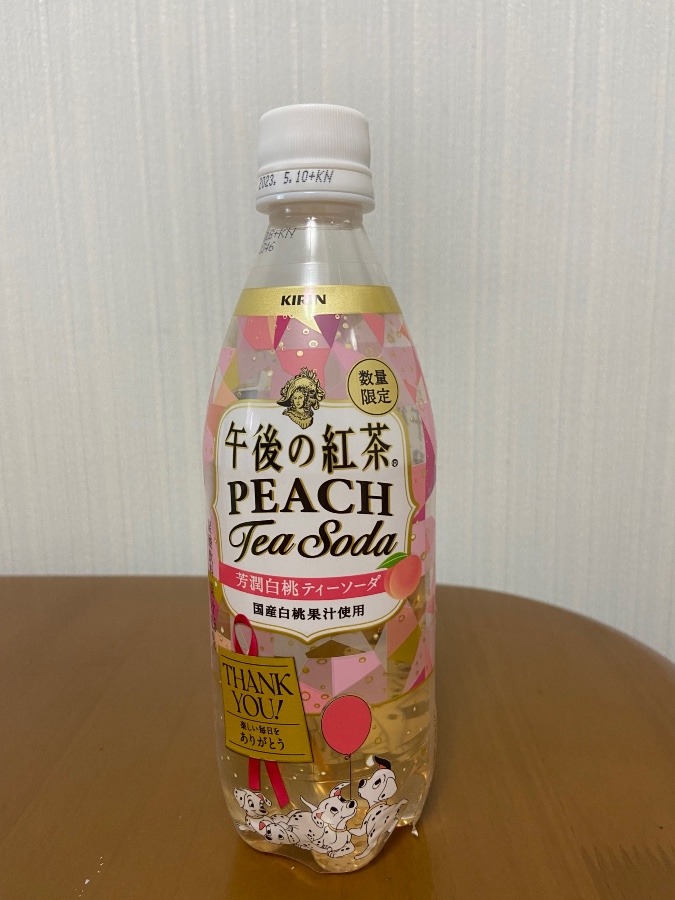 2023. 5.10+KN
KIRIN
数量
限定
午後の紅茶®
PEACH
Tea Soda
芳潤白桃ティーソーダ
国産白桃果汁使用
THANK
YOU!
楽しい毎日を
ありがとう